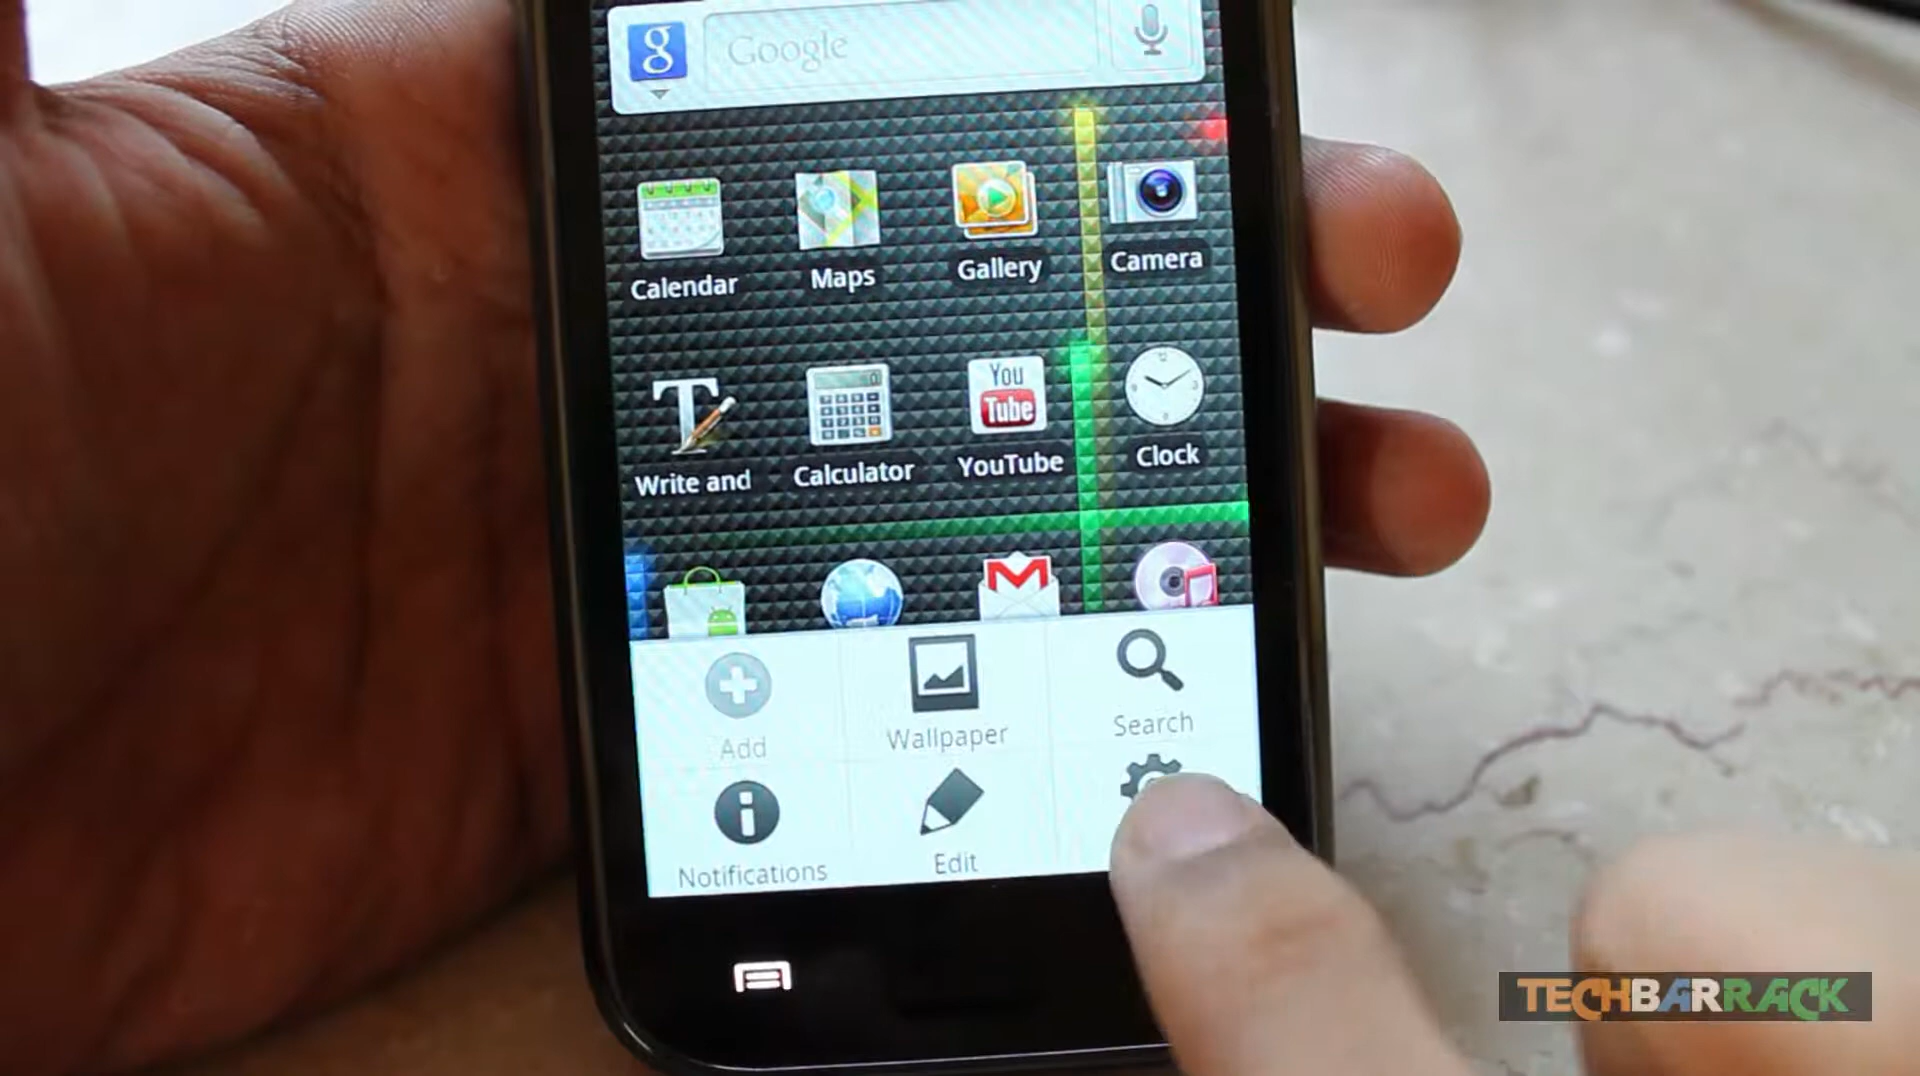 g Google
Calendar Maps Gallery Camera
You
Tube
Write and Calculator YouTube Clock
Add Wallpaper Search
Notifications Edit
TECHBARRACK